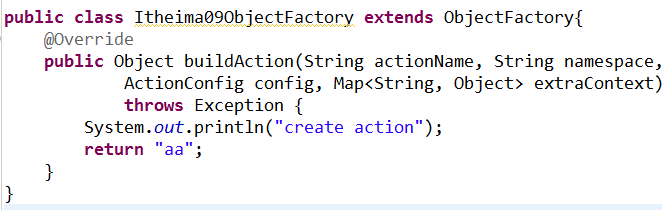 public class Itheima09ObjectFactory extends ObjectFactory{
@Override
public Object buildAction(String actionName, String namespace,
ActionConfig config, Map<String, Object> extraContext)
throws Exception {
System.out.println("create action");
return "aa";
}
}